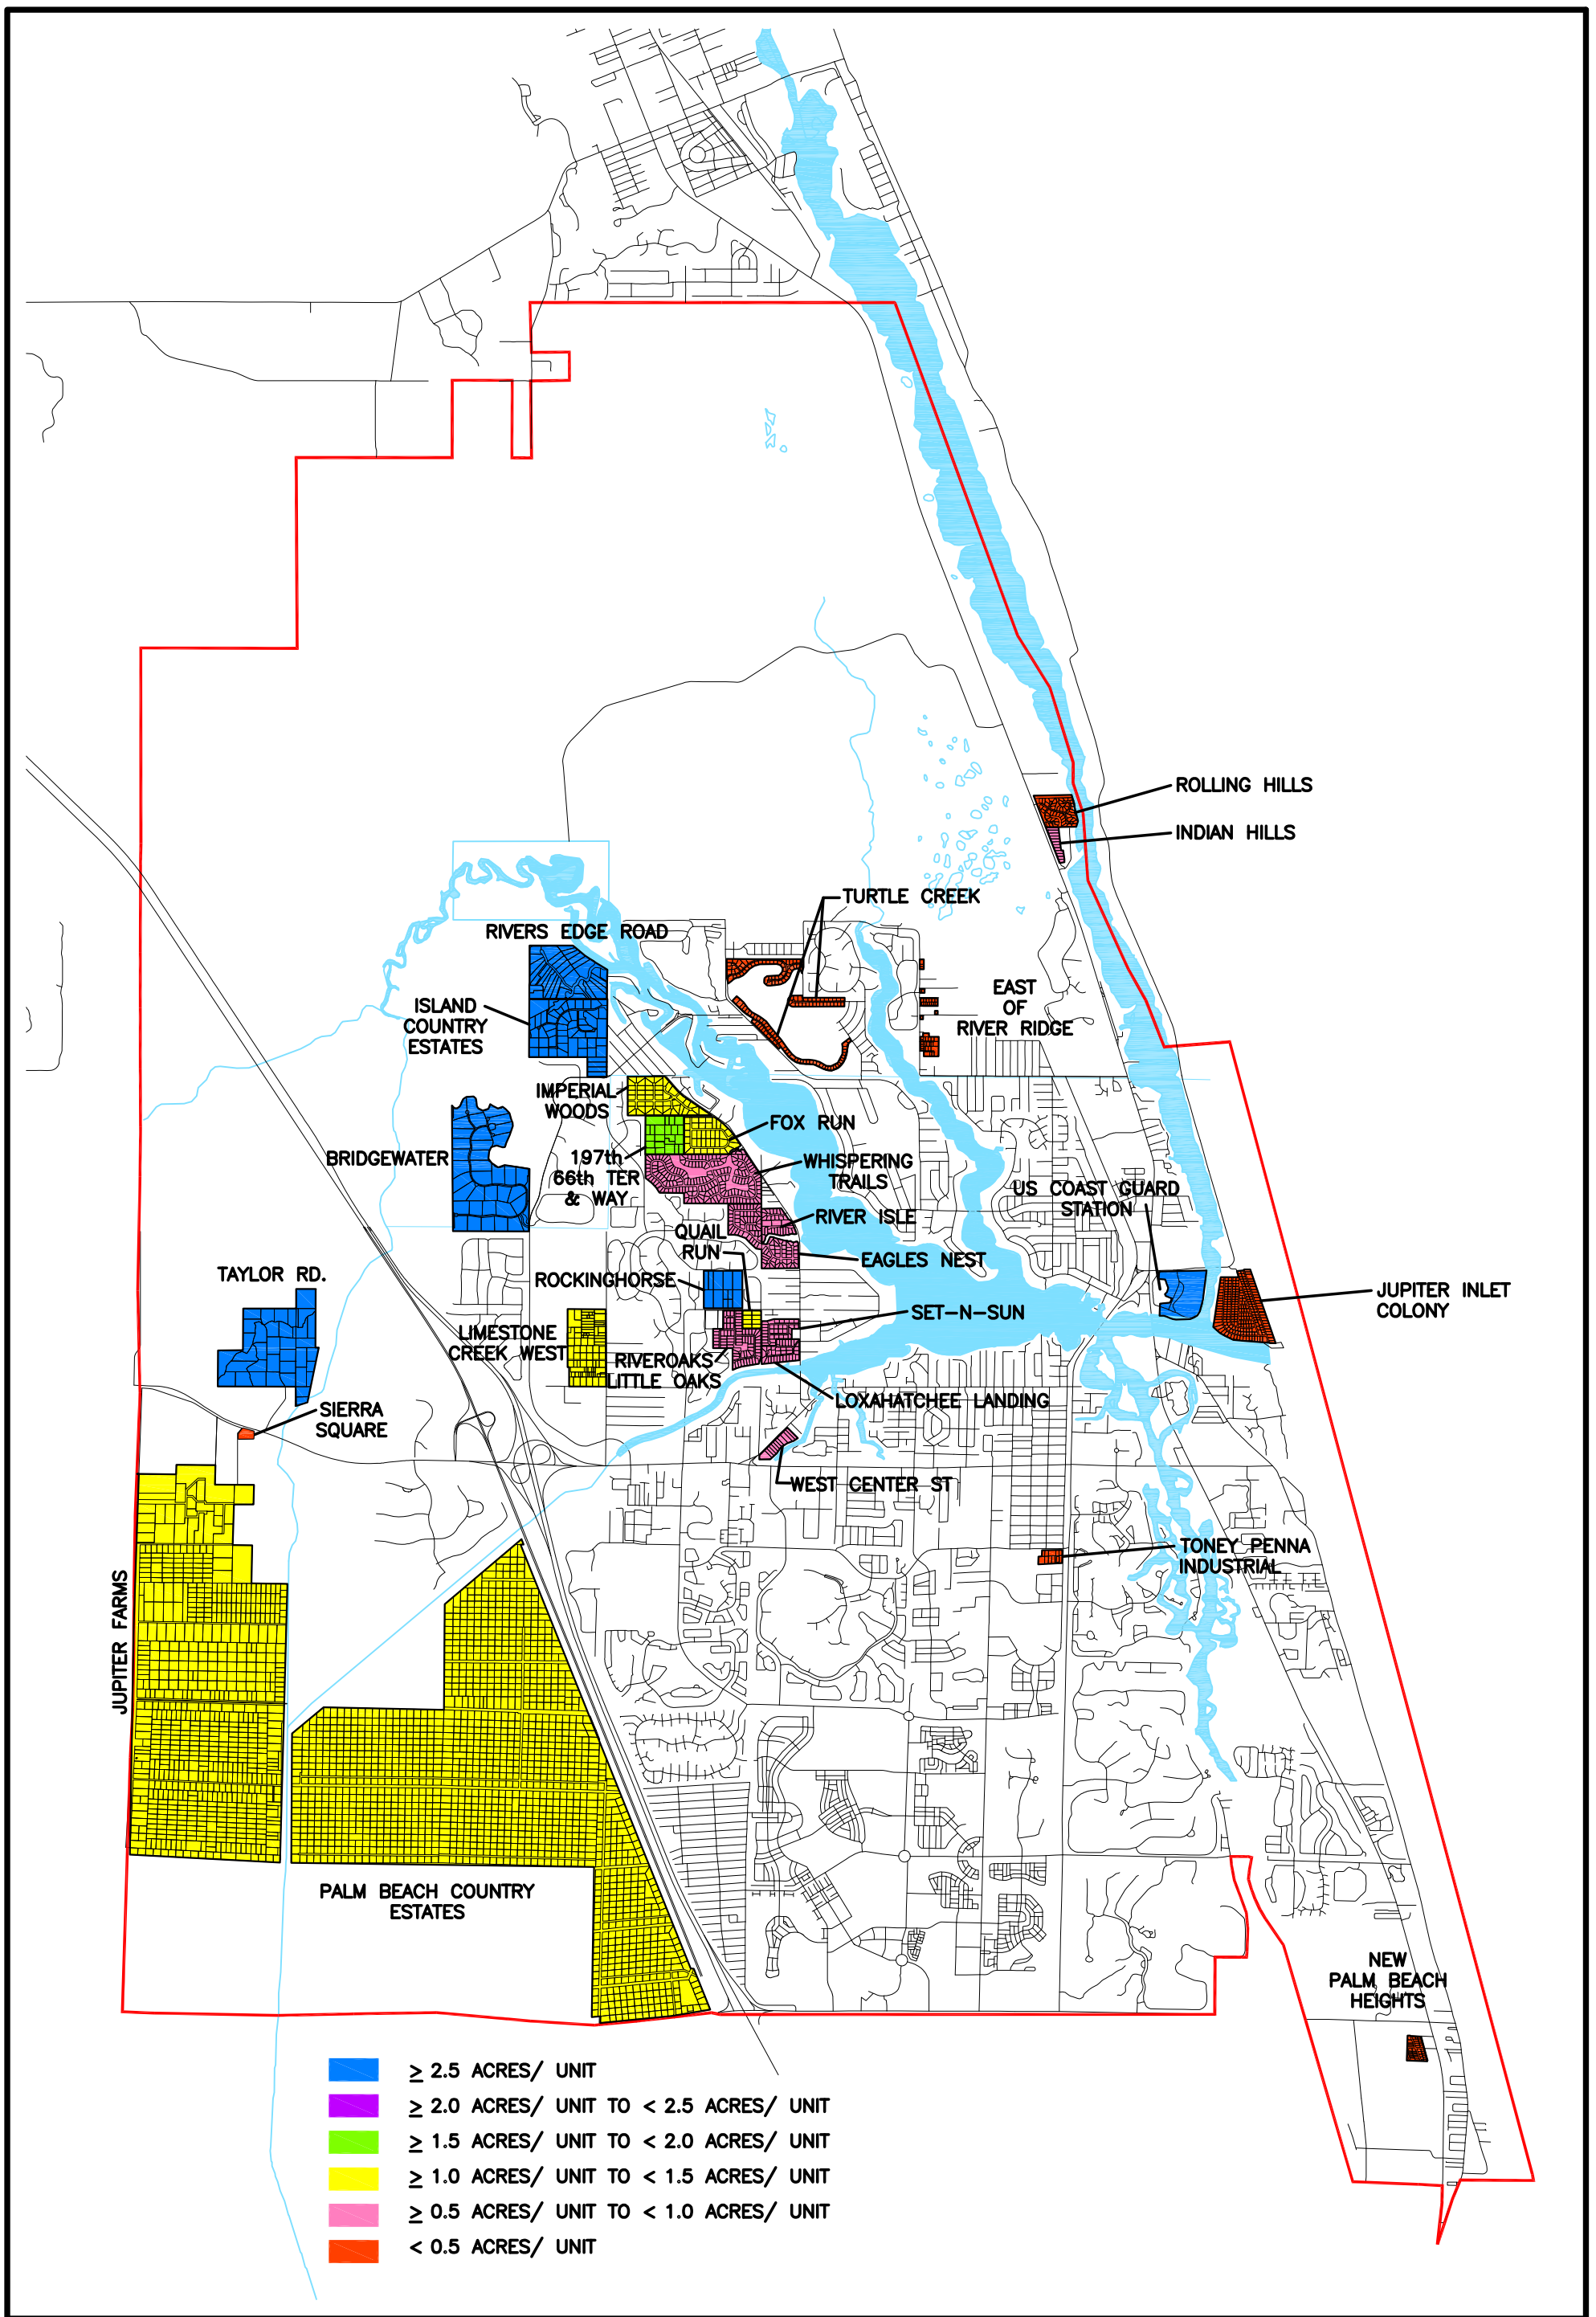 ROLLING HILLS
INDIAN HILLS
TURTLE CREEK
RIVERS EDGE ROAD
ISLAND
COUNTRY
ESTATES
EAST
OF
RIVER RIDGE
IMPERIAL
WOODS
FOX RUN
BRIDGEWATER
197th
66th TER
& WAY
WHISPERING
TRAILS
US COAST GUARD
STATION
RIVER ISLE
QUAIL
RUN
EAGLES NEST
TAYLOR RD.
ROCKINGHORSE
JUPITER INLET
COLONY
SET-N-SUN
LIMESTONE
CREEK WEST
RIVEROAKS
LITTLE OAKS
LOXAHATCHEE LANDING
SIERRA
SQUARE
WEST CENTER ST
TONEY PENNA
INDUSTRIAL
JUPITER FARMS
PALM BEACH COUNTRY
ESTATES
NEW
PALM BEACH
HEIGHTS
≥ 2.5 ACRES/ UNIT
≥ 2.0 ACRES/ UNIT TO < 2.5 ACRES/ UNIT
≥ 1.5 ACRES/ UNIT TO < 2.0 ACRES/ UNIT
≥ 1.0 ACRES/ UNIT TO < 1.5 ACRES/ UNIT
≥ 0.5 ACRES/ UNIT TO < 1.0 ACRES/ UNIT
< 0.5 ACRES/ UNIT